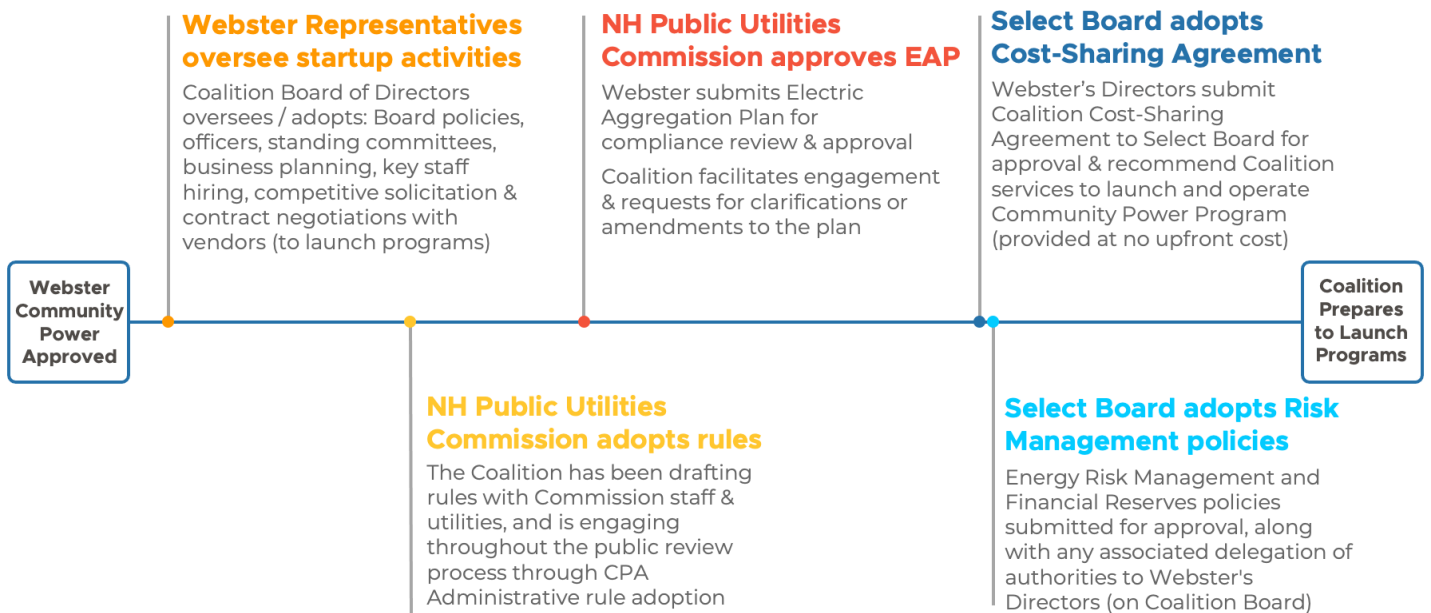 Webster Representatives
oversee startup activities
Coalition Board of Directors
oversees / adopts: Board policies,
officers, standing committees,
business planning, key staff
hiring, competitive solicitation &
contract negotiations with
vendors (to launch programs)
NH Public Utilities
Commission approves EAP
Webster submits Electric
Aggregation Plan for
compliance review & approval
Coalition facilitates engagement
& requests for clarifications or
amendments to the plan
Select Board adopts
Cost-Sharing Agreement
Webster’s Directors submit
Coalition Cost-Sharing
Agreement to Select Board for
approval & recommend Coalition
services to launch and operate
Community Power Program
(provided at no upfront cost)
Webster
Community
Power
Approved
Coalition
Prepares
to Launch
Programs
NH Public Utilities
Commission adopts rules
The Coalition has been drafting
rules with Commission staff &
utilities, and is engaging
throughout the public review
process through CPA
Administrative rule adoption
Select Board adopts Risk
Management policies
Energy Risk Management and
Financial Reserves policies
submitted for approval, along
with any associated delegation of
authorities to Webster's
Directors (on Coalition Board)